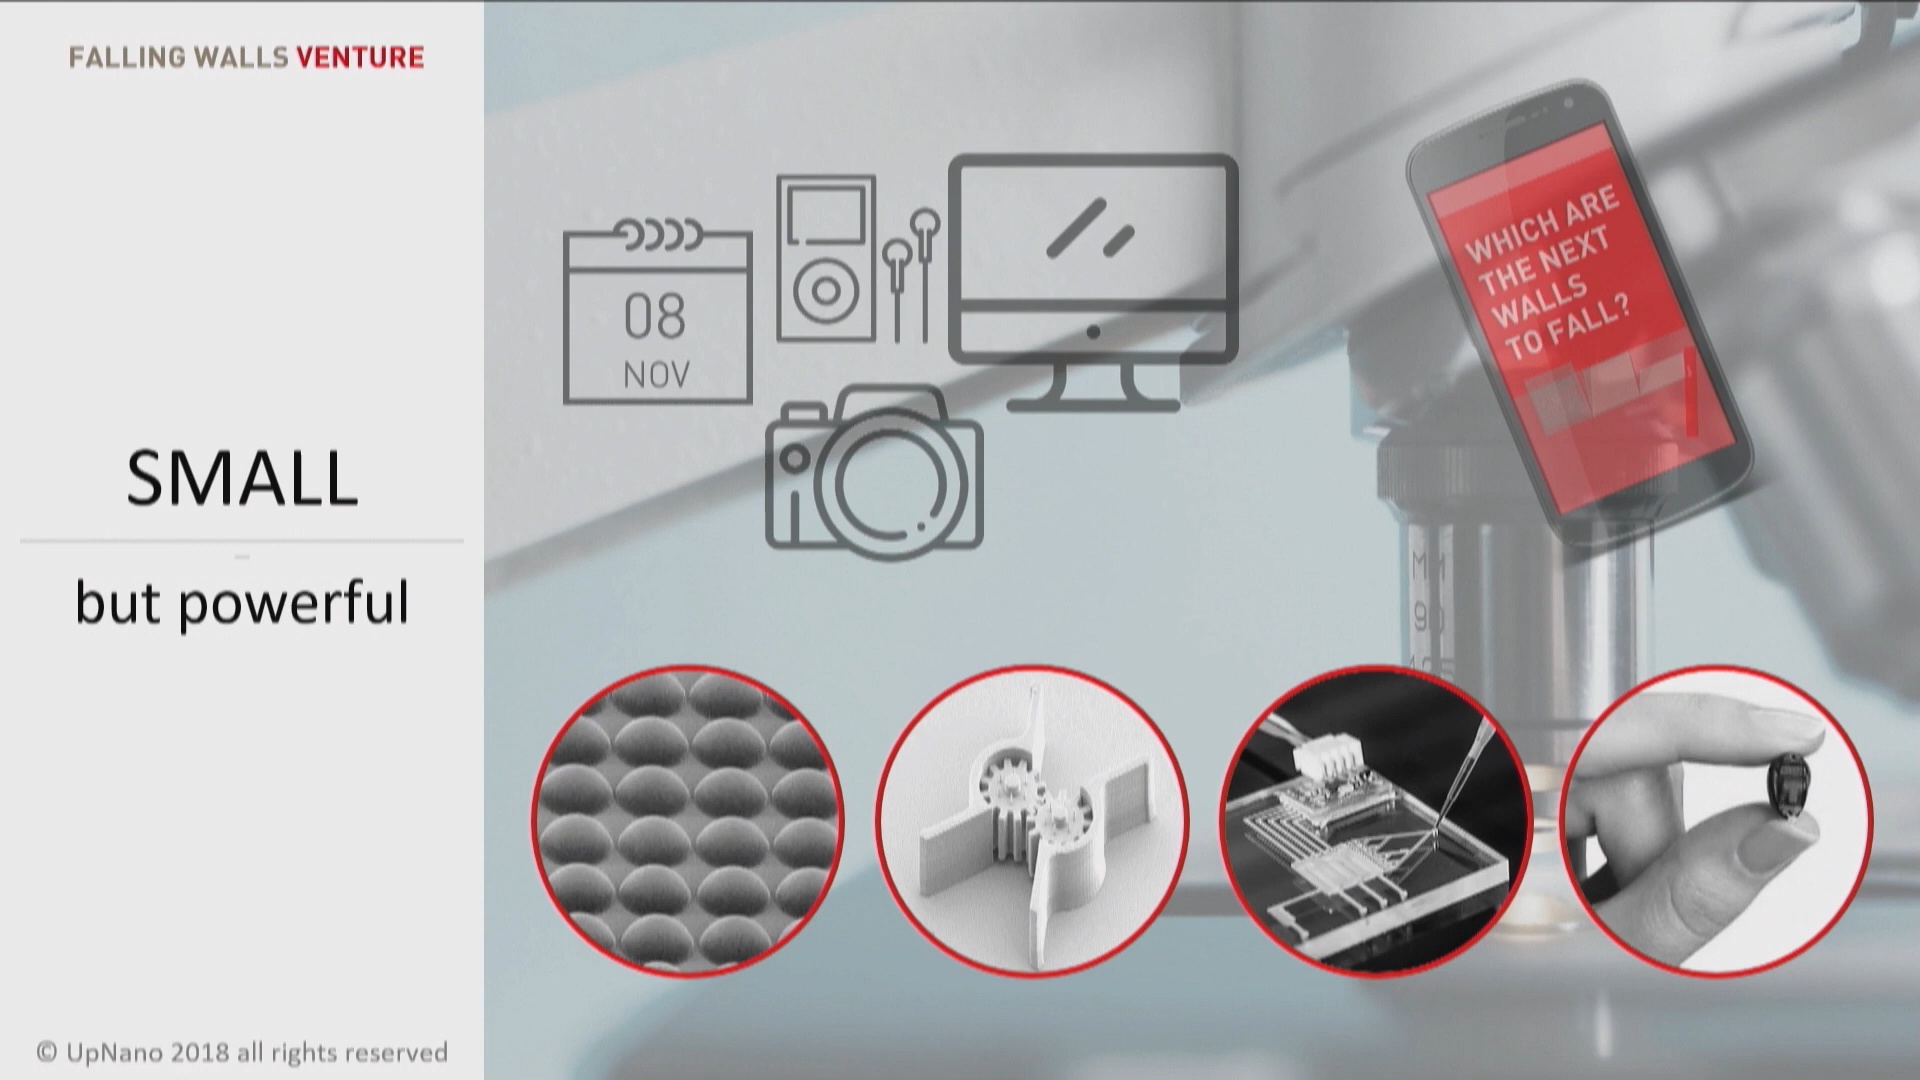 FALLING WALLS VENTURE
SMALL
but powerful
© UpNano 2018 all rights reserved
08
NOV
WHICH ARE
THE NEXT
WALLS
TO FALL?